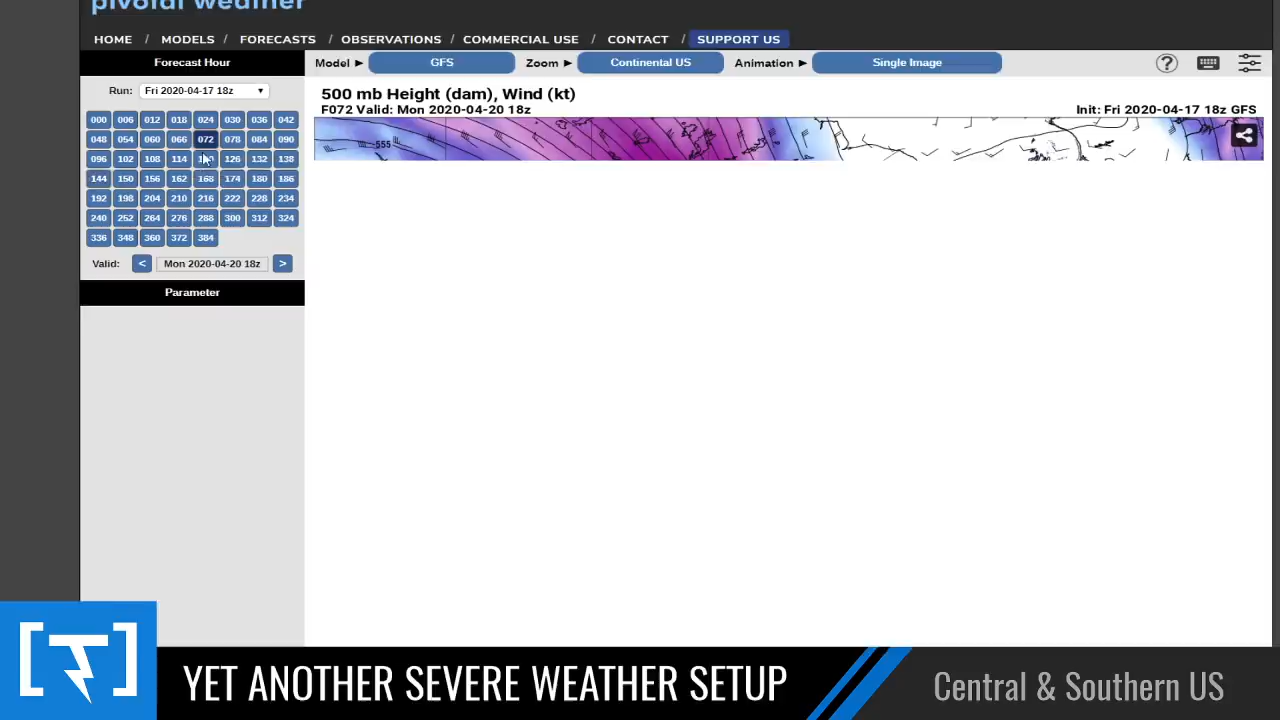 pivotal weather
HOME / MODELS / FORECASTS / OBSERVATIONS / COMMERCIAL USE / CONTACT / SUPPORT US
Forecast Hour
Model ► GFS Zoom ► Continental US Animation ► Single Image
Run: Fri 2020-04-17 18z
500 mb Height (dam), Wind (kt)
F072 Valid: Mon 2020-04-20 18z Init: Fri 2020-04-17 18z GFS
000 006 012 018 024 030 036 042
048 054 060 066 072 078 084 090
096 102 108 114 126 132 138
144 150 156 162 168 174 180 186
192 198 204 210 216 222 228 234
240 252 264 276 288 300 312 324
336 348 360 372 384
555
Valid: < Mon 2020-04-20 18z >
Parameter
YET ANOTHER SEVERE WEATHER SETUP
Central & Southern US